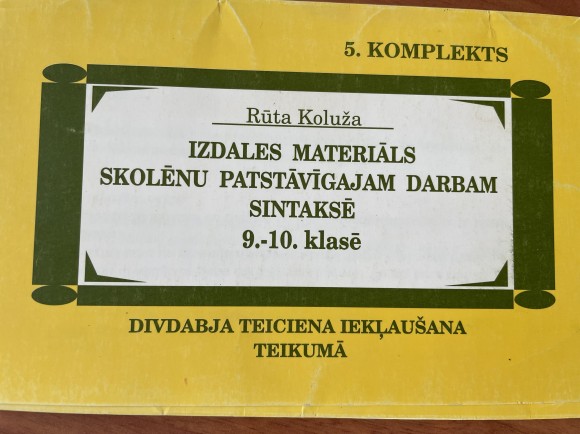 5. KOMPLEKTS
Rūta Koluža
IZDALES MATERIĀLS
SKOLĒNU PATSTĀVĪGAJAM DARBAM
SINTAKSĒ
9.-10. klasē
DIVDABJA TEICIENA IEKĻAUŠANA
TEIKUMĀ